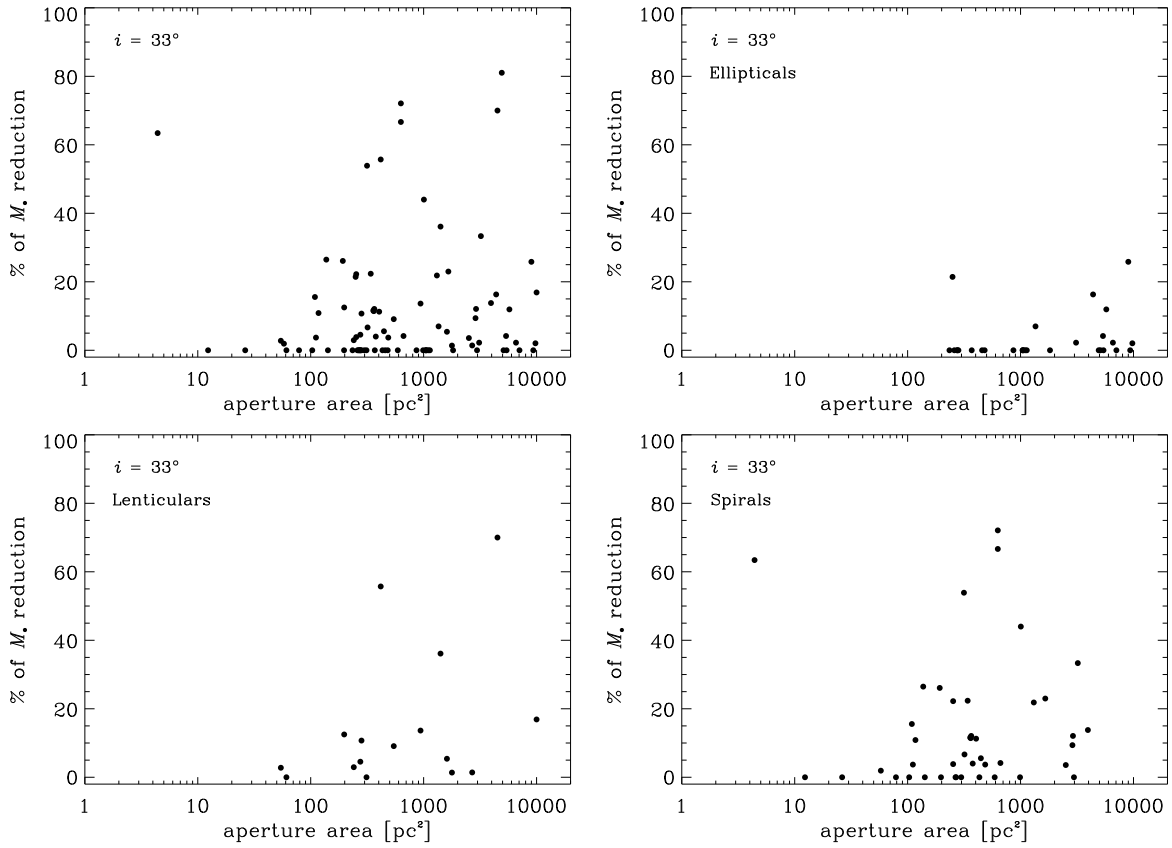 100
80
60
40
20
0
% of M• reduction
i = 33°
1
10
100
1000
10000
aperture area [pc²]
100
80
60
40
20
0
% of M• reduction
i = 33°
Ellipticals
1
10
100
1000
10000
aperture area [pc²]
100
80
60
40
20
0
% of M• reduction
i = 33°
Lenticulars
1
10
100
1000
10000
aperture area [pc²]
100
80
60
40
20
0
% of M• reduction
i = 33°
Spirals
1
10
100
1000
10000
aperture area [pc²]